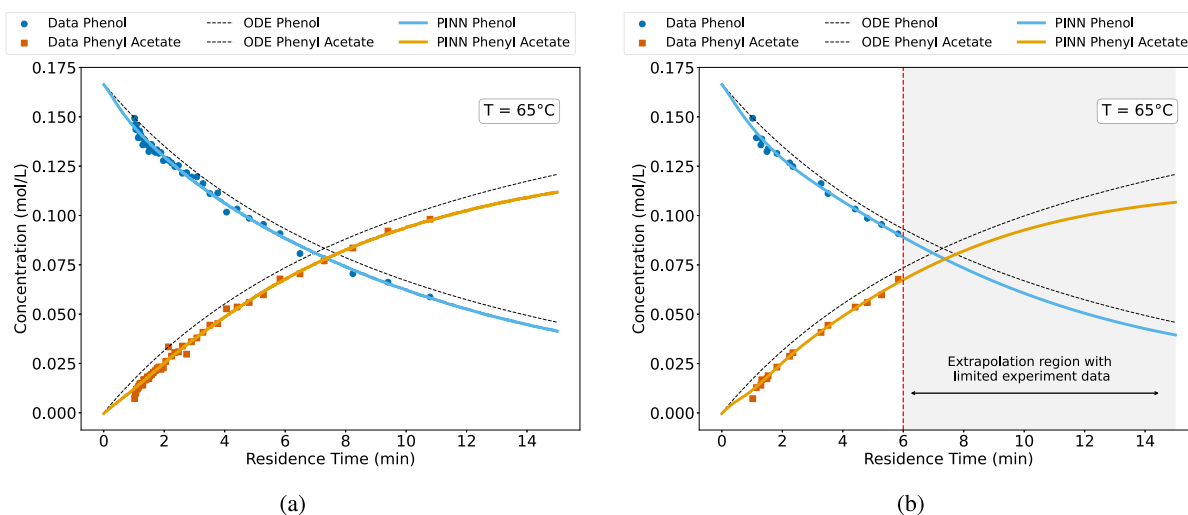 Data Phenol ODE Phenol PINN Phenol
Data Phenyl Acetate ODE Phenyl Acetate PINN Phenyl Acetate
0.175
0.150
0.125
0.100
0.075
0.050
0.025
0.000
Concentration (mol/L)
T = 65°C
0 2 4 6 8 10 12 14
Residence Time (min)
(a)
Data Phenol ODE Phenol PINN Phenol
Data Phenyl Acetate ODE Phenyl Acetate PINN Phenyl Acetate
0.175
0.150
0.125
0.100
0.075
0.050
0.025
0.000
Concentration (mol/L)
T = 65°C
Extrapolation region with
limited experiment data
0 2 4 6 8 10 12 14
Residence Time (min)
(b)